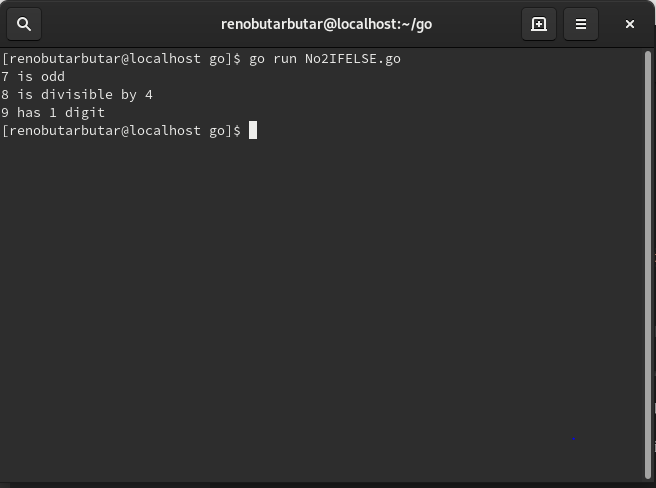 renobutarbutar@localhost:~/go
[renobutarbutar@localhost go]$ go run No2IFELSE.go
7 is odd
8 is divisible by 4
9 has 1 digit
[renobutarbutar@localhost go]$